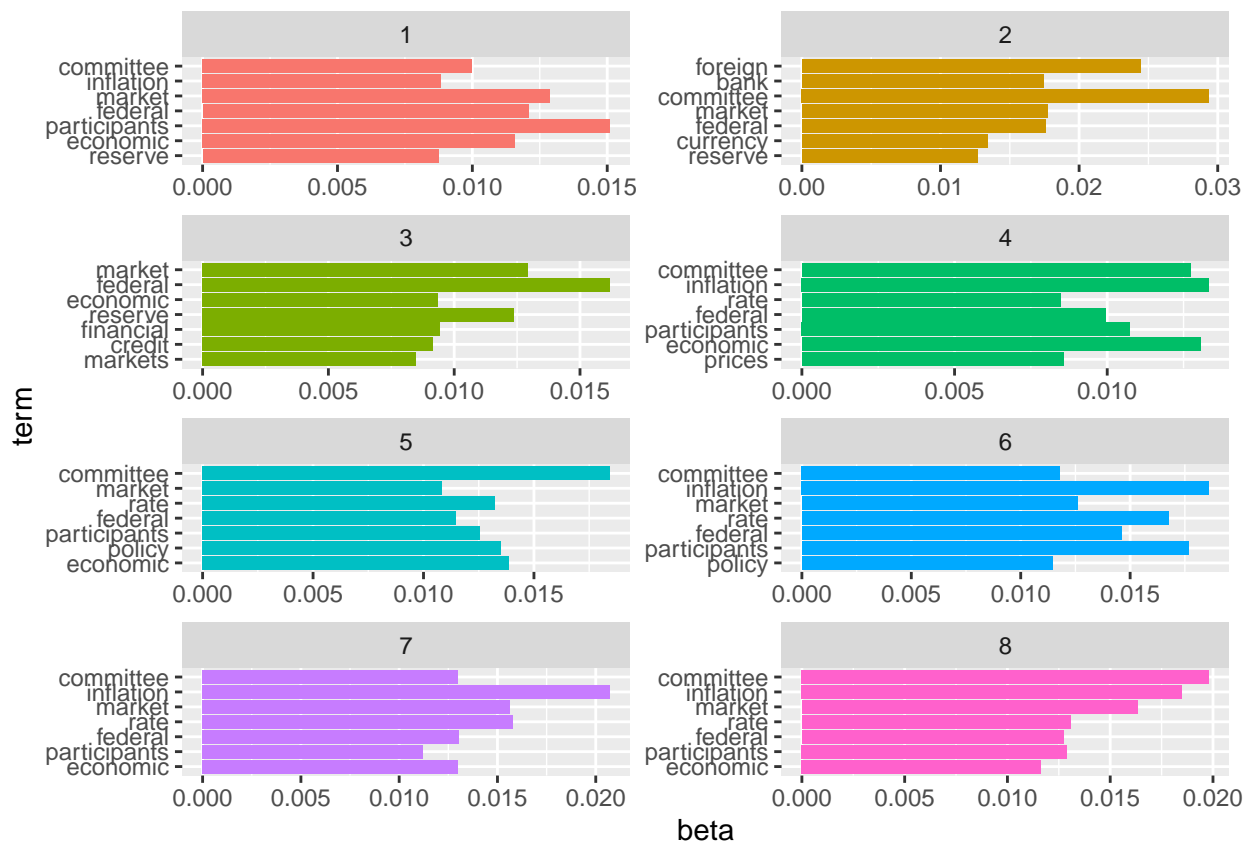 1
committee
inflation
market
federal
participants
economic
reserve
0.000 0.005 0.010 0.015
2
foreign
bank
committee
market
federal
currency
reserve
0.00 0.01 0.02 0.03
3
market
federal
economic
reserve
financial
credit
markets
0.000 0.005 0.010 0.015
4
committee
inflation
rate
federal
participants
economic
prices
0.000 0.005 0.010
term
5
committee
market
rate
federal
participants
policy
economic
0.000 0.005 0.010 0.015
6
committee
inflation
market
rate
federal
participants
policy
0.000 0.005 0.010 0.015
7
committee
inflation
market
rate
federal
participants
economic
0.000 0.005 0.010 0.015 0.020
8
committee
inflation
market
rate
federal
participants
economic
0.000 0.005 0.010 0.015 0.020
beta